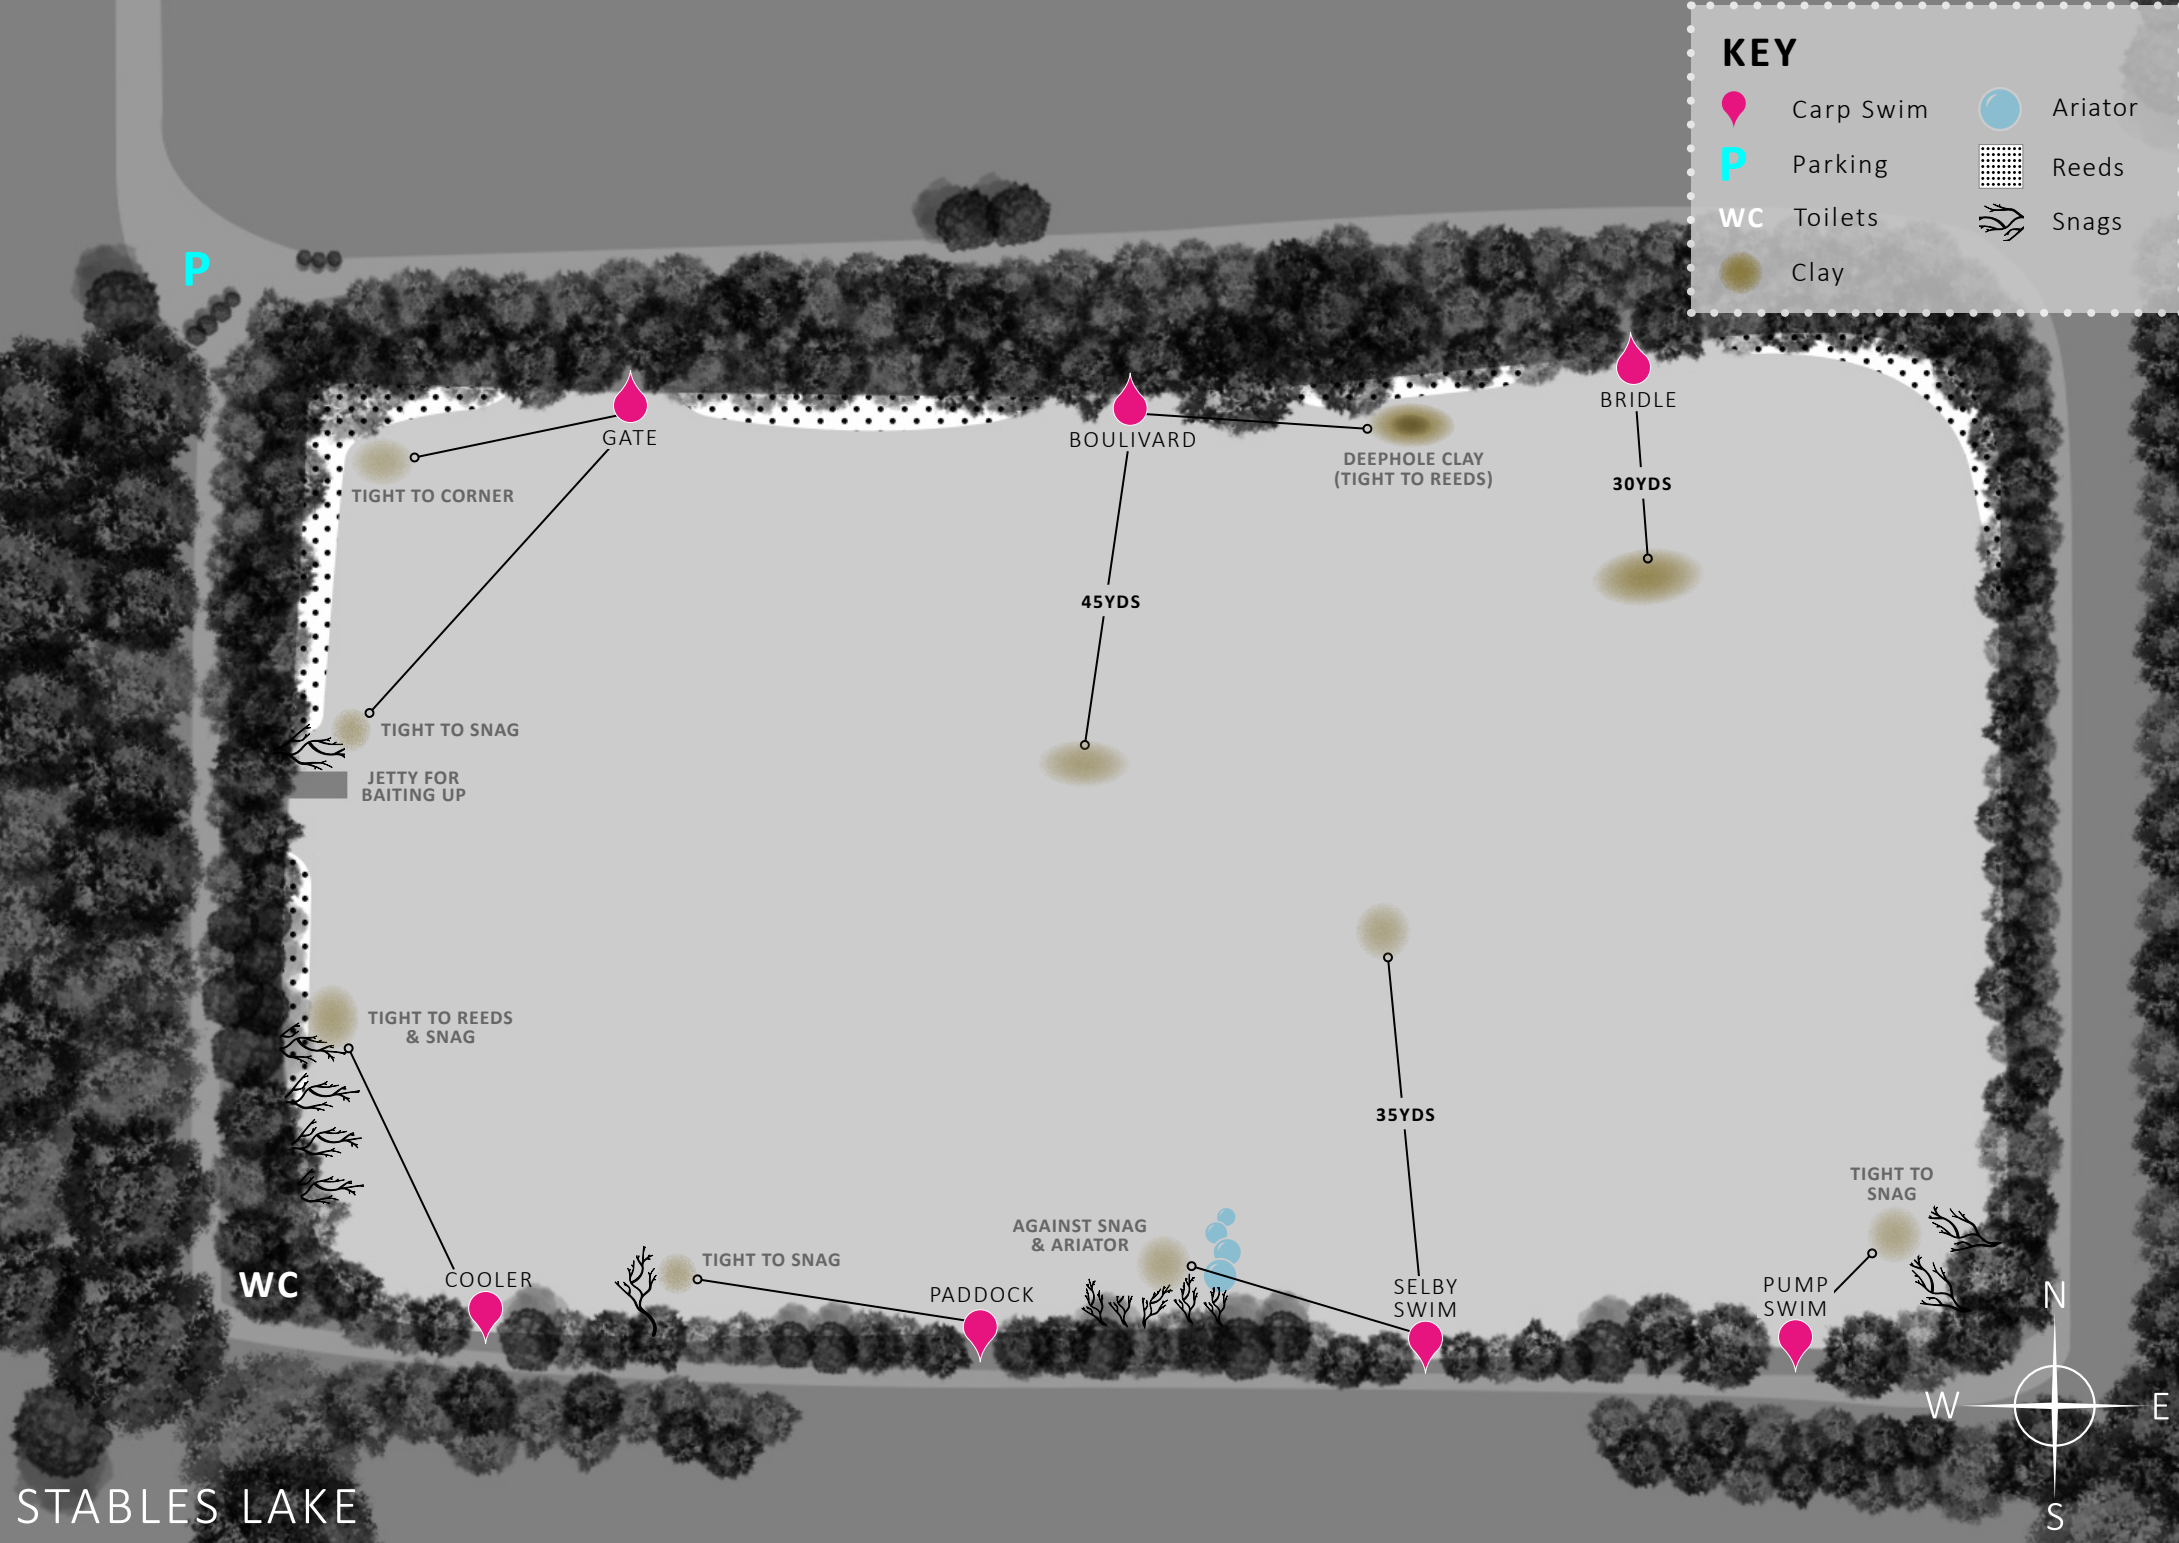 KEY
Carp Swim
Ariator
P
Parking
Reeds
WC
Toilets
Snags
Clay
P
GATE
BOULIVARD
BRIDLE
TIGHT TO CORNER
DEEPHOLE CLAY
(TIGHT TO REEDS)
30YDS
45YDS
TIGHT TO SNAG
JETTY FOR
BAITING UP
TIGHT TO REEDS
& SNAG
35YDS
TIGHT TO
SNAG
AGAINST SNAG
& ARIATOR
TIGHT TO SNAG
WC
COOLER
PADDOCK
SELBY
SWIM
PUMP
SWIM
N
W
E
S
STABLES LAKE